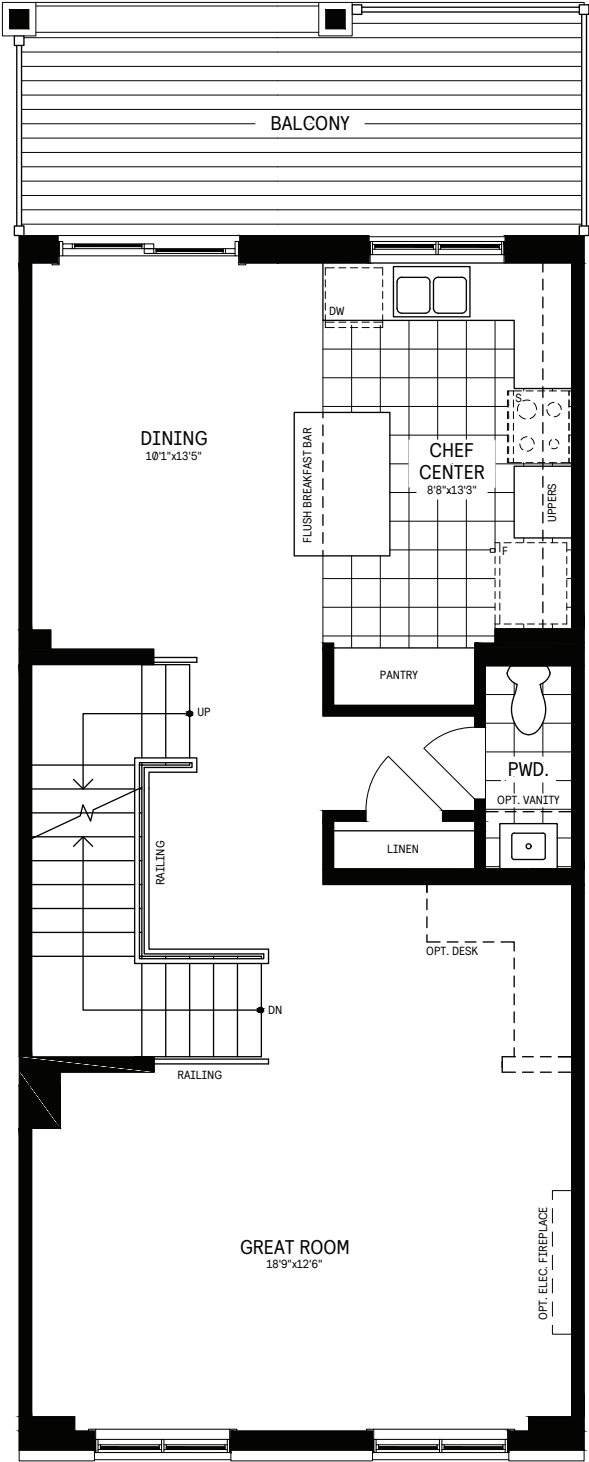 BALCONY
DW
S
DINING
10'1"x13'5"
FLUSH BREAKFAST BAR
CHEF
CENTER
8'8"x13'3"
UPPERS
F
PANTRY
UP
PWD.
OPT. VANITY
RAILING
LINEN
OPT. DESK
DN
RAILING
GREAT ROOM
18'9"x12'6"
OPT. ELEC. FIREPLACE